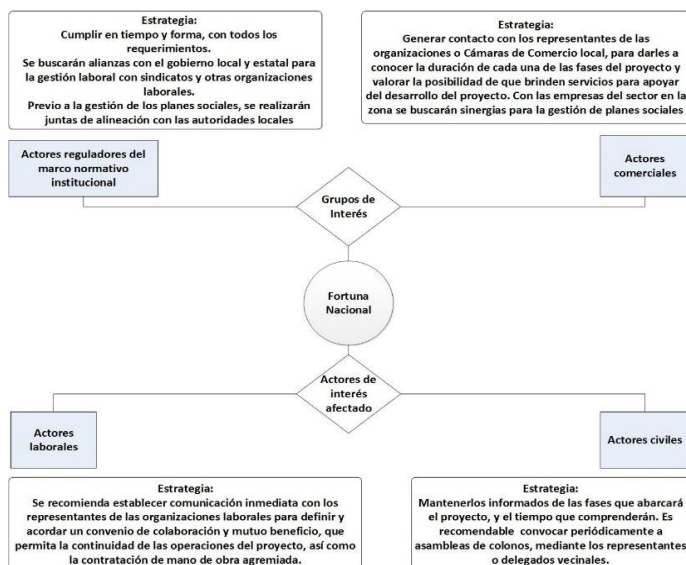 Estrategia:
Cumplir en tiempo y forma, con todos los
requerimientos.
Se buscarán alianzas con el gobierno local y estatal para
la gestión laboral con sindicatos y otras organizaciones
laborales.
Previo a la gestión de los planes sociales, se realizarán
juntas de alineación con las autoridades locales
Estrategia:
Generar contacto con los representantes de las
organizaciones o Cámaras de Comercio local, para darles a
conocer la duración de cada una de las fases del proyecto y
valorar la posibilidad de que brinden servicios para apoyar
del desarrollo del proyecto. Con las empresas del sector en la
zona se buscarán sinergias para la gestión de planes sociales
Actores reguladores del
marco normativo
institucional
Actores
comerciales
Grupos de
Interés
Fortuna
Nacional
Actores de
interés
afectado
Actores
laborales
Actores civiles
Estrategia:
Se recomienda establecer comunicación inmediata con los
representantes de las organizaciones laborales para definir y
acordar un convenio de colaboración y mutuo beneficio, que
permita la continuidad de las operaciones del proyecto, así como
la contratación de mano de obra agremiada.
Estrategia:
Mantenerlos informados de las fases que abarcará
el proyecto, y el tiempo que comprenderán. Es
recomendable convocar periódicamente a
asambleas de colonos, mediante los representantes
o delegados vecinales.